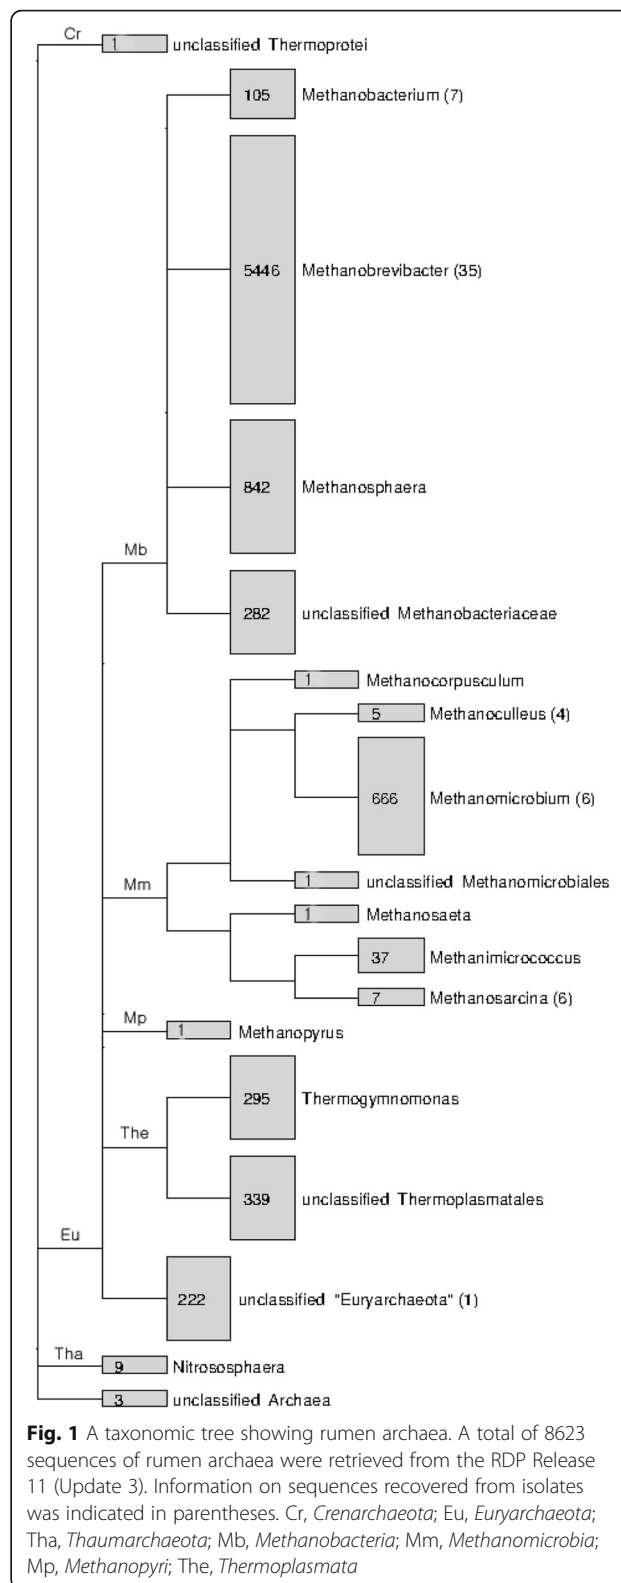 Cr
1 unclassified Thermoprotei
105 Methanobacterium (7)
5446 Methanobrevibacter (35)
842 Methanosphaera
Mb
282 unclassified Methanobacteriaceae
1 Methanocorpusculum
5 Methanoculleus (4)
666 Methanomicrobium (6)
Mm
1 unclassified Methanomicrobiales
1 Methanosaeta
37 Methanimicrococcus
7 Methanosarcina (6)
Mp
1 Methanopyrus
295 Thermogymnomonas
The
339 unclassified Thermoplasmatales
Eu
222 unclassified "Euryarchaeota" (1)
Tha
9 Nitrososphaera
3 unclassified Archaea
Fig. 1 A taxonomic tree showing rumen archaea. A total of 8623
sequences of rumen archaea were retrieved from the RDP Release
11 (Update 3). Information on sequences recovered from isolates
was indicated in parentheses. Cr, Crenarchaeota; Eu, Euryarchaeota;
Tha, Thaumarchaeota; Mb, Methanobacteria; Mm, Methanomicrobia;
Mp, Methanopyri; The, Thermoplasmata